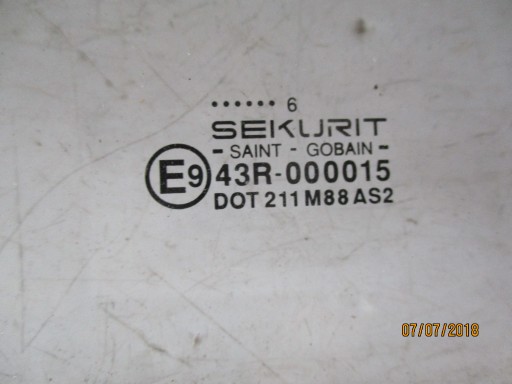 ...... 6
SEKURIT
- SAINT - GOBAIN -
E9 43R-000015
DOT 211 M88 AS2
07/07/2018